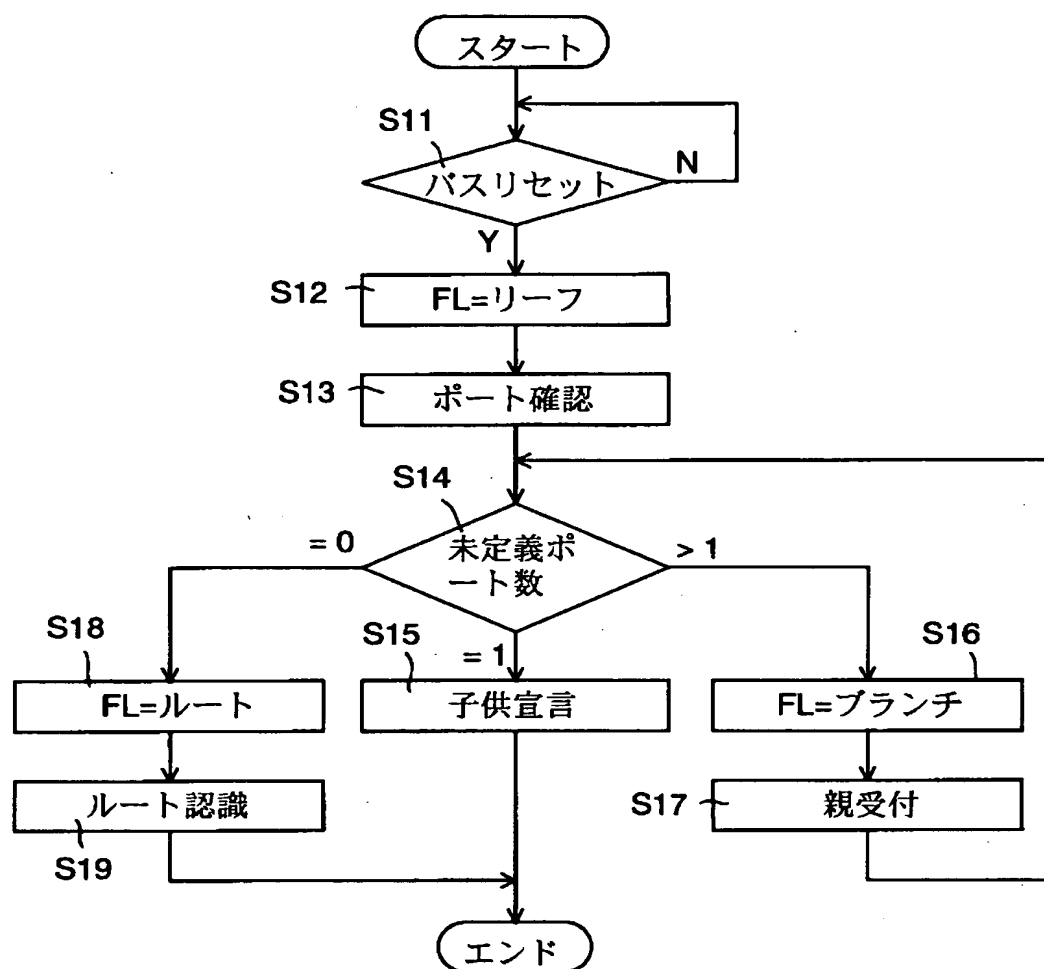 スタート
S11
バスリセット
N
Y
S12
FL=リーフ
S13
ポート確認
S14
未定義ポ
ート数
= 0
> 1
= 1
S18
S15
S16
FL=ルート
子供宣言
FL=ブランチ
ルート認識
S17
親受付
S19
エンド